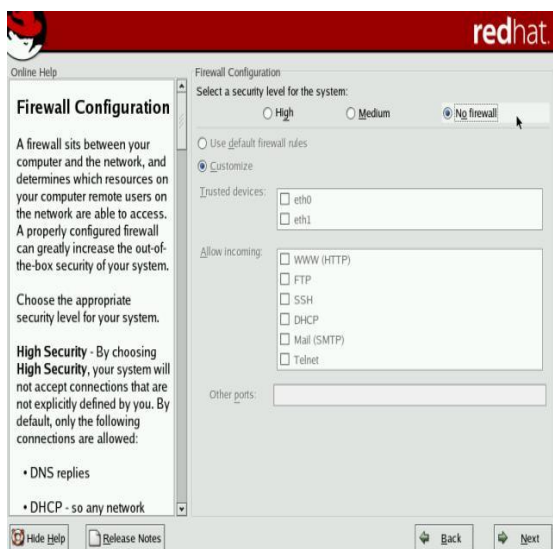 redhat.
Online Help
Firewall Configuration
A firewall sits between your
computer and the network, and
determines which resources on
your computer remote users on
the network are able to access.
A properly configured firewall
can greatly increase the out-of-
the-box security of your system.
Choose the appropriate
security level for your system.
High Security - By choosing
High Security, your system will
not accept connections that are
not explicitly defined by you. By
default, only the following
connections are allowed:
• DNS replies
• DHCP - so any network
Firewall Configuration
Select a security level for the system:
High Medium No firewall
Use default firewall rules
Customize
Trusted devices:
eth0
eth1
Allow incoming:
WWW (HTTP)
FTP
SSH
DHCP
Mail (SMTP)
Telnet
Other ports:
Hide Help Release Notes Back Next